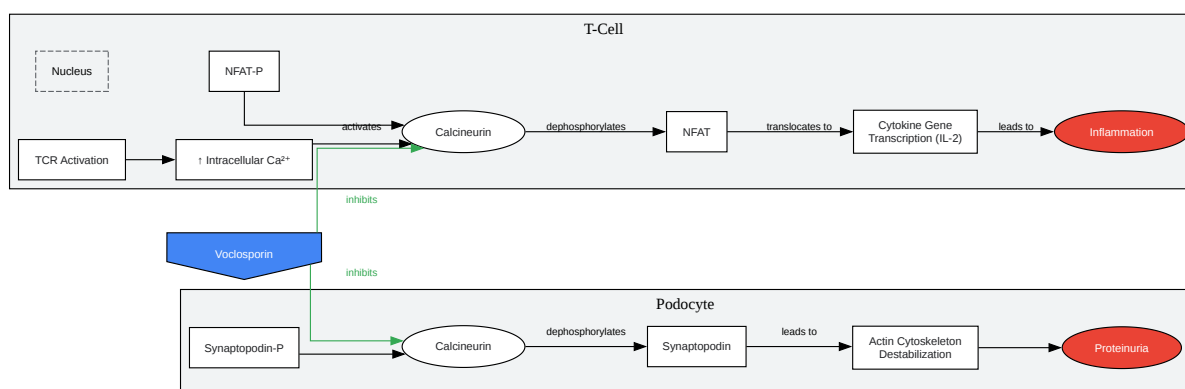 T-Cell
Nucleus
NFAT-P
activates
Calcineurin
dephosphorylates
NFAT
translocates to
Cytokine Gene
Transcription (IL-2)
leads to
Inflammation
TCR Activation
↑ Intracellular Ca²⁺
inhibits
Voclosporin
inhibits
Podocyte
Synaptopodin-P
Calcineurin
dephosphorylates
Synaptopodin
leads to
Actin Cytoskeleton
Destabilization
Proteinuria